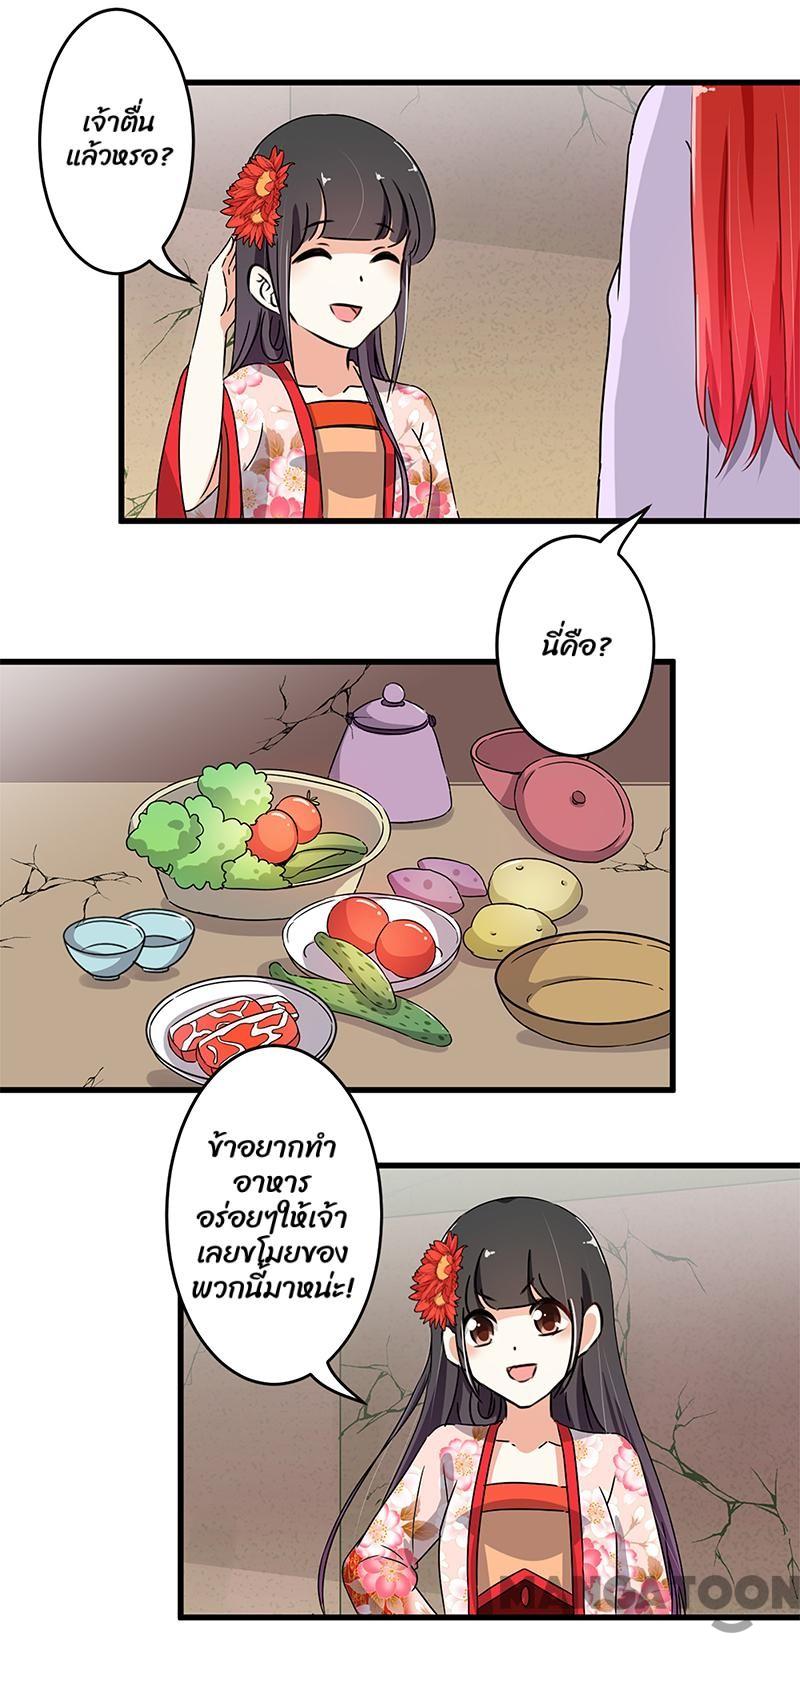 เจ้าตื่น
แล้วหรอ?
นี่คือ?
ข้าอยากทำ
อาหาร
อร่อยๆให้เจ้า
เลยขโมยของ
พวกนี้มาหน่ะ!
MANGATOON